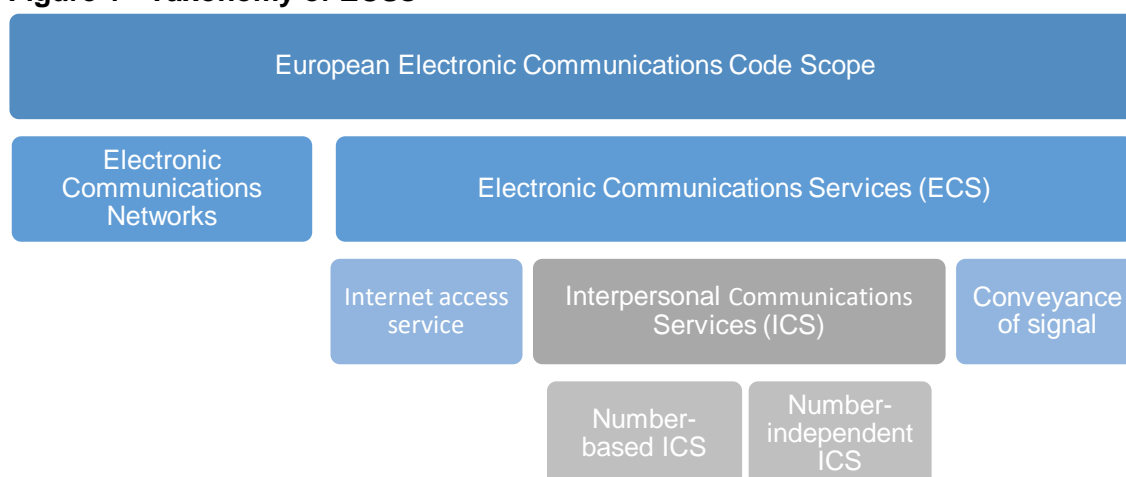 Figure 1 - Taxonomy of ECSs
European Electronic Communications Code Scope
Electronic
Communications
Networks
Electronic Communications Services (ECS)
Internet access
service
Interpersonal Communications
Services (ICS)
Conveyance
of signal
Number-
based ICS
Number-
independent
ICS